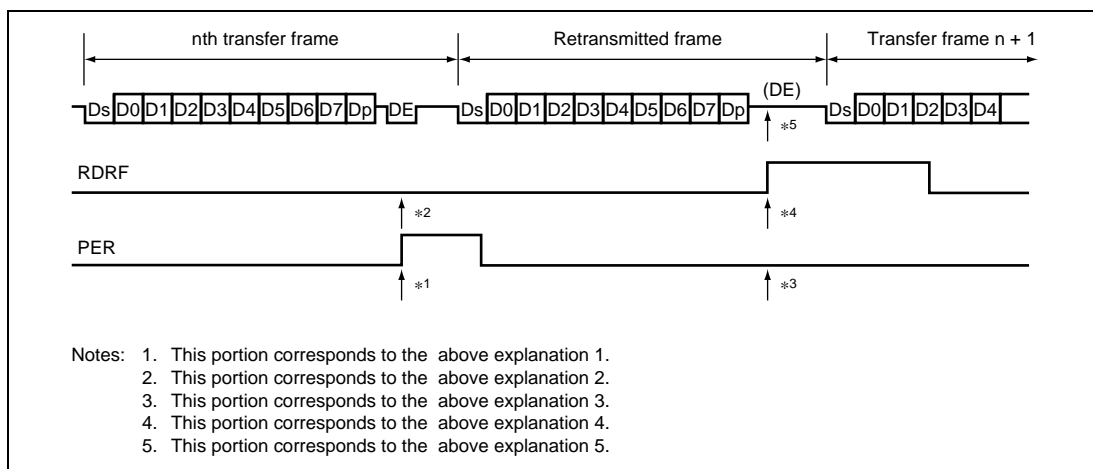 nth transfer frame Retransmitted frame Transfer frame n + 1
(DE)
Ds D0 D1 D2 D3 D4 D5 D6 D7 Dp DE Ds D0 D1 D2 D3 D4 D5 D6 D7 Dp Ds D0 D1 D2 D3 D4
*5
RDRF
*2 *4
PER
*1 *3
Notes: 1. This portion corresponds to the above explanation 1.
2. This portion corresponds to the above explanation 2.
3. This portion corresponds to the above explanation 3.
4. This portion corresponds to the above explanation 4.
5. This portion corresponds to the above explanation 5.